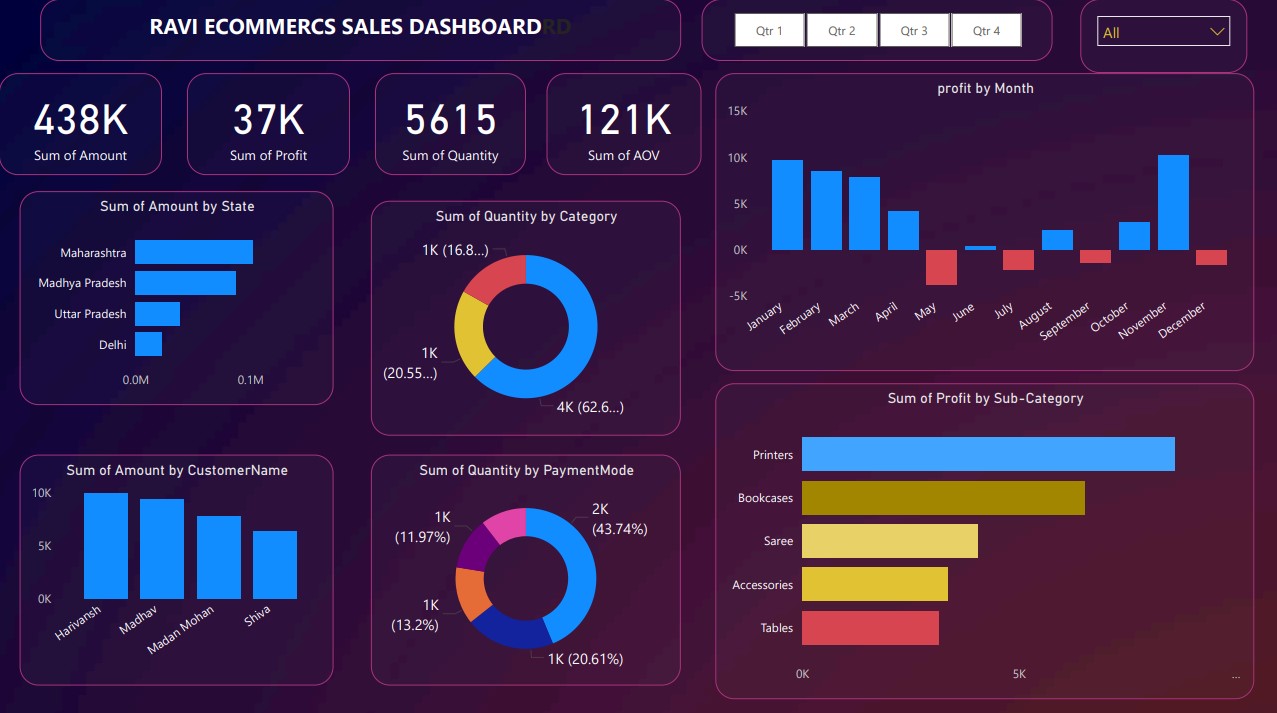 RAVI ECOMMERCS SALES DASHBOARDRD
Qtr 1
Qtr 2
Qtr 3
Qtr 4
All
438K
Sum of Amount
37K
Sum of Profit
5615
Sum of Quantity
121K
Sum of AOV
profit by Month
15K
10K
5K
0K
-5K
January
February
March
April
May
June
July
August
September
October
November
December
Sum of Amount by State
Maharashtra
Madhya Pradesh
Uttar Pradesh
Delhi
0.0M
0.1M
Sum of Quantity by Category
1K (16.8...)
1K
(20.55...)
4K (62.6...)
Sum of Profit by Sub-Category
Printers
Bookcases
Saree
Accessories
Tables
0K
5K
...
Sum of Amount by CustomerName
10K
5K
0K
Harivansh
Madhav
Madan Mohan
Shiva
Sum of Quantity by PaymentMode
1K
(11.97%)
2K
(43.74%)
1K
(13.2%)
1K (20.61%)